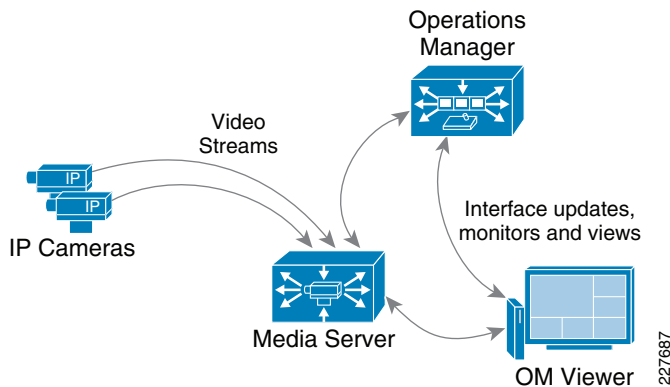 Operations
Manager
Video
Streams
IP
IP
IP Cameras
Interface updates,
monitors and views
Media Server
OM Viewer
227687